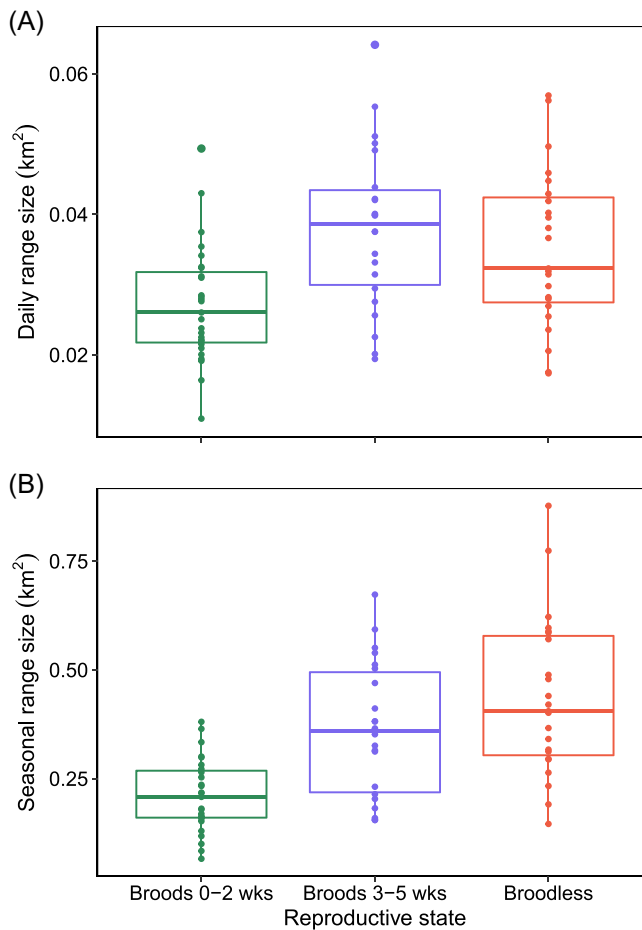 (A)
Daily range size (km²)
0.06
0.04
0.02
(B)
Seasonal range size (km²)
0.75
0.50
0.25
Broods 0−2 wks Broods 3−5 wks Broodless
Reproductive state